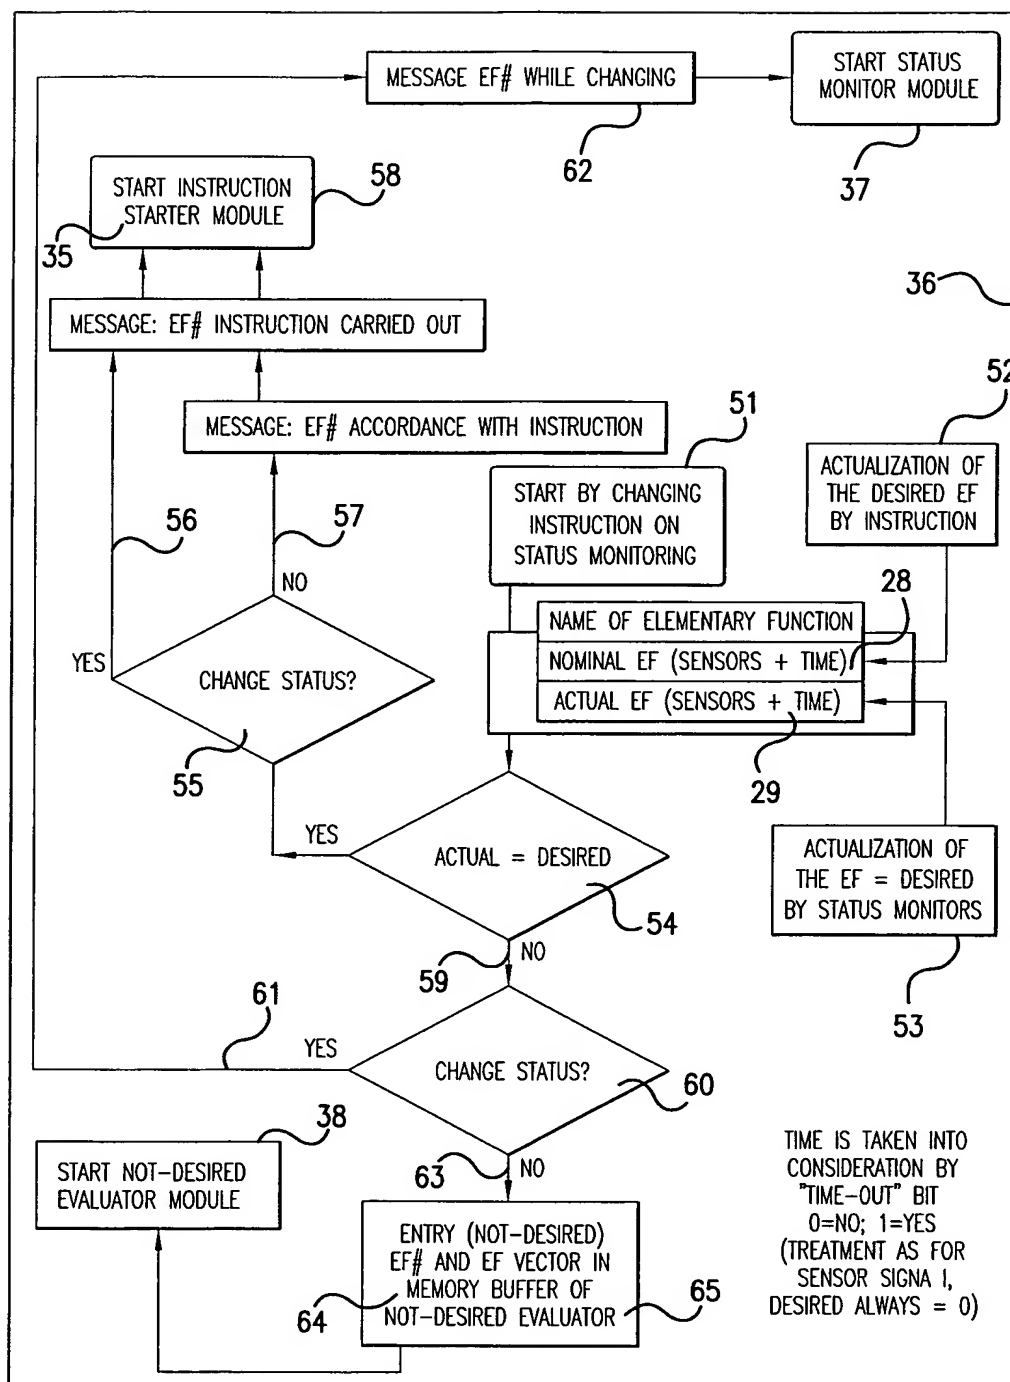 MESSAGE EF# WHILE CHANGING
62
START STATUS
MONITOR MODULE
37
START INSTRUCTION
STARTER MODULE
58
35
36
MESSAGE: EF# INSTRUCTION CARRIED OUT
MESSAGE: EF# ACCORDANCE WITH INSTRUCTION
51
START BY CHANGING
INSTRUCTION ON
STATUS MONITORING
52
ACTUALIZATION OF
THE DESIRED EF
BY INSTRUCTION
56
57
NO
YES
CHANGE STATUS?
55
28
NAME OF ELEMENTARY FUNCTION
NOMINAL EF (SENSORS + TIME)
ACTUAL EF (SENSORS + TIME)
29
YES
ACTUAL = DESIRED
54
ACTUALIZATION OF
THE EF = DESIRED
BY STATUS MONITORS
53
59
NO
61
YES
CHANGE STATUS?
60
63
NO
38
START NOT-DESIRED
EVALUATOR MODULE
ENTRY (NOT-DESIRED)
EF# AND EF VECTOR IN
MEMORY BUFFER OF
NOT-DESIRED EVALUATOR
64
65
TIME IS TAKEN INTO
CONSIDERATION BY
"TIME-OUT" BIT
0=NO; 1=YES
(TREATMENT AS FOR
SENSOR SIGNA l,
DESIRED ALWAYS = 0)